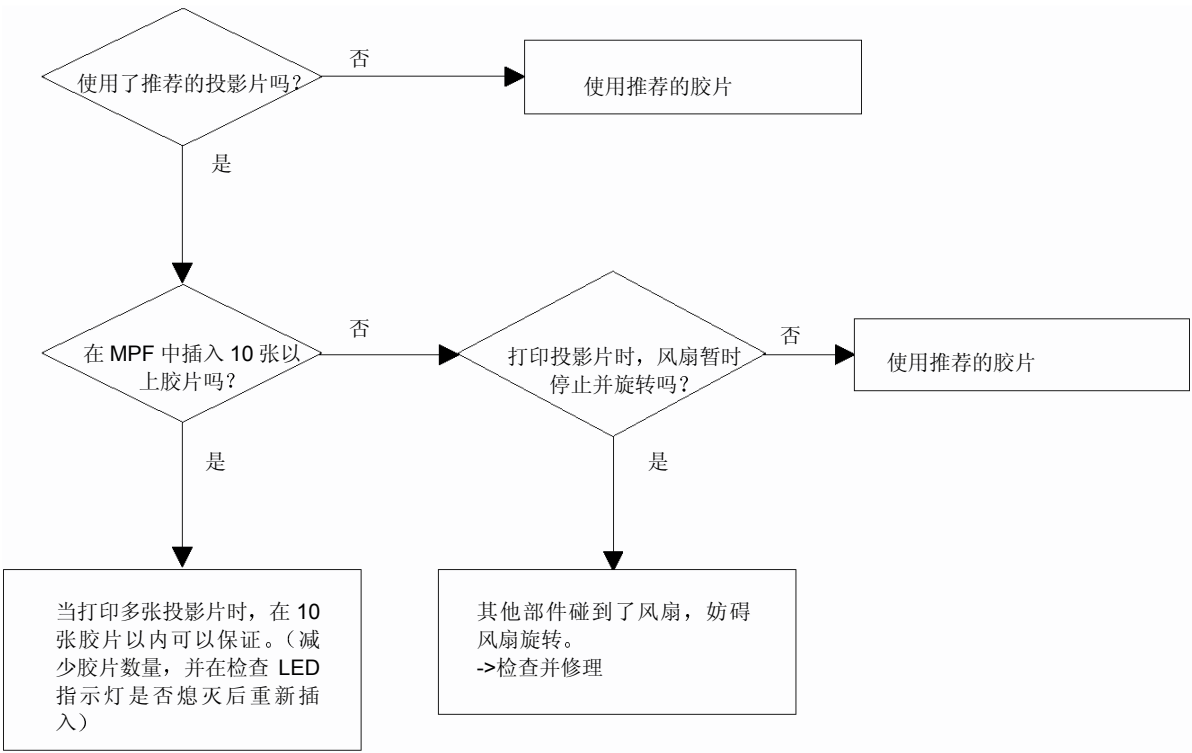 使用了推荐的投影片吗?
否
使用推荐的胶片
是
在 MPF 中插入 10 张以
上胶片吗?
否
打印投影片时，风扇暂时
停止并旋转吗?
否
使用推荐的胶片
是
是
当打印多张投影片时，在 10
张胶片以内可以保证。（减
少胶片数量，并在检查 LED
指示灯是否熄灭后重新插
入）
其他部件碰到了风扇，妨碍
风扇旋转。
->检查并修理